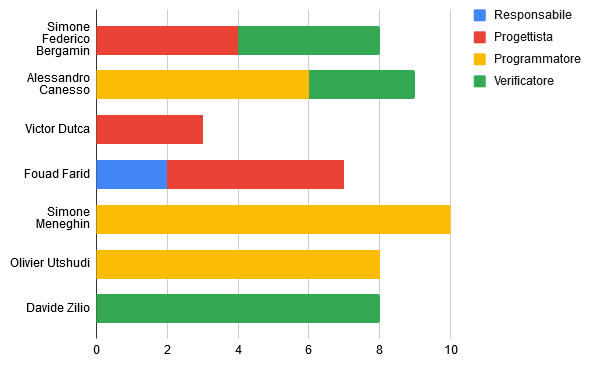 Simone
Federico
Bergamin
Alessandro
Canesso
Victor Dutca
Fouad Farid
Simone
Meneghin
Olivier Utshudi
Davide Zilio
0 2 4 6 8 10
Responsabile
Progettista
Programmatore
Verificatore